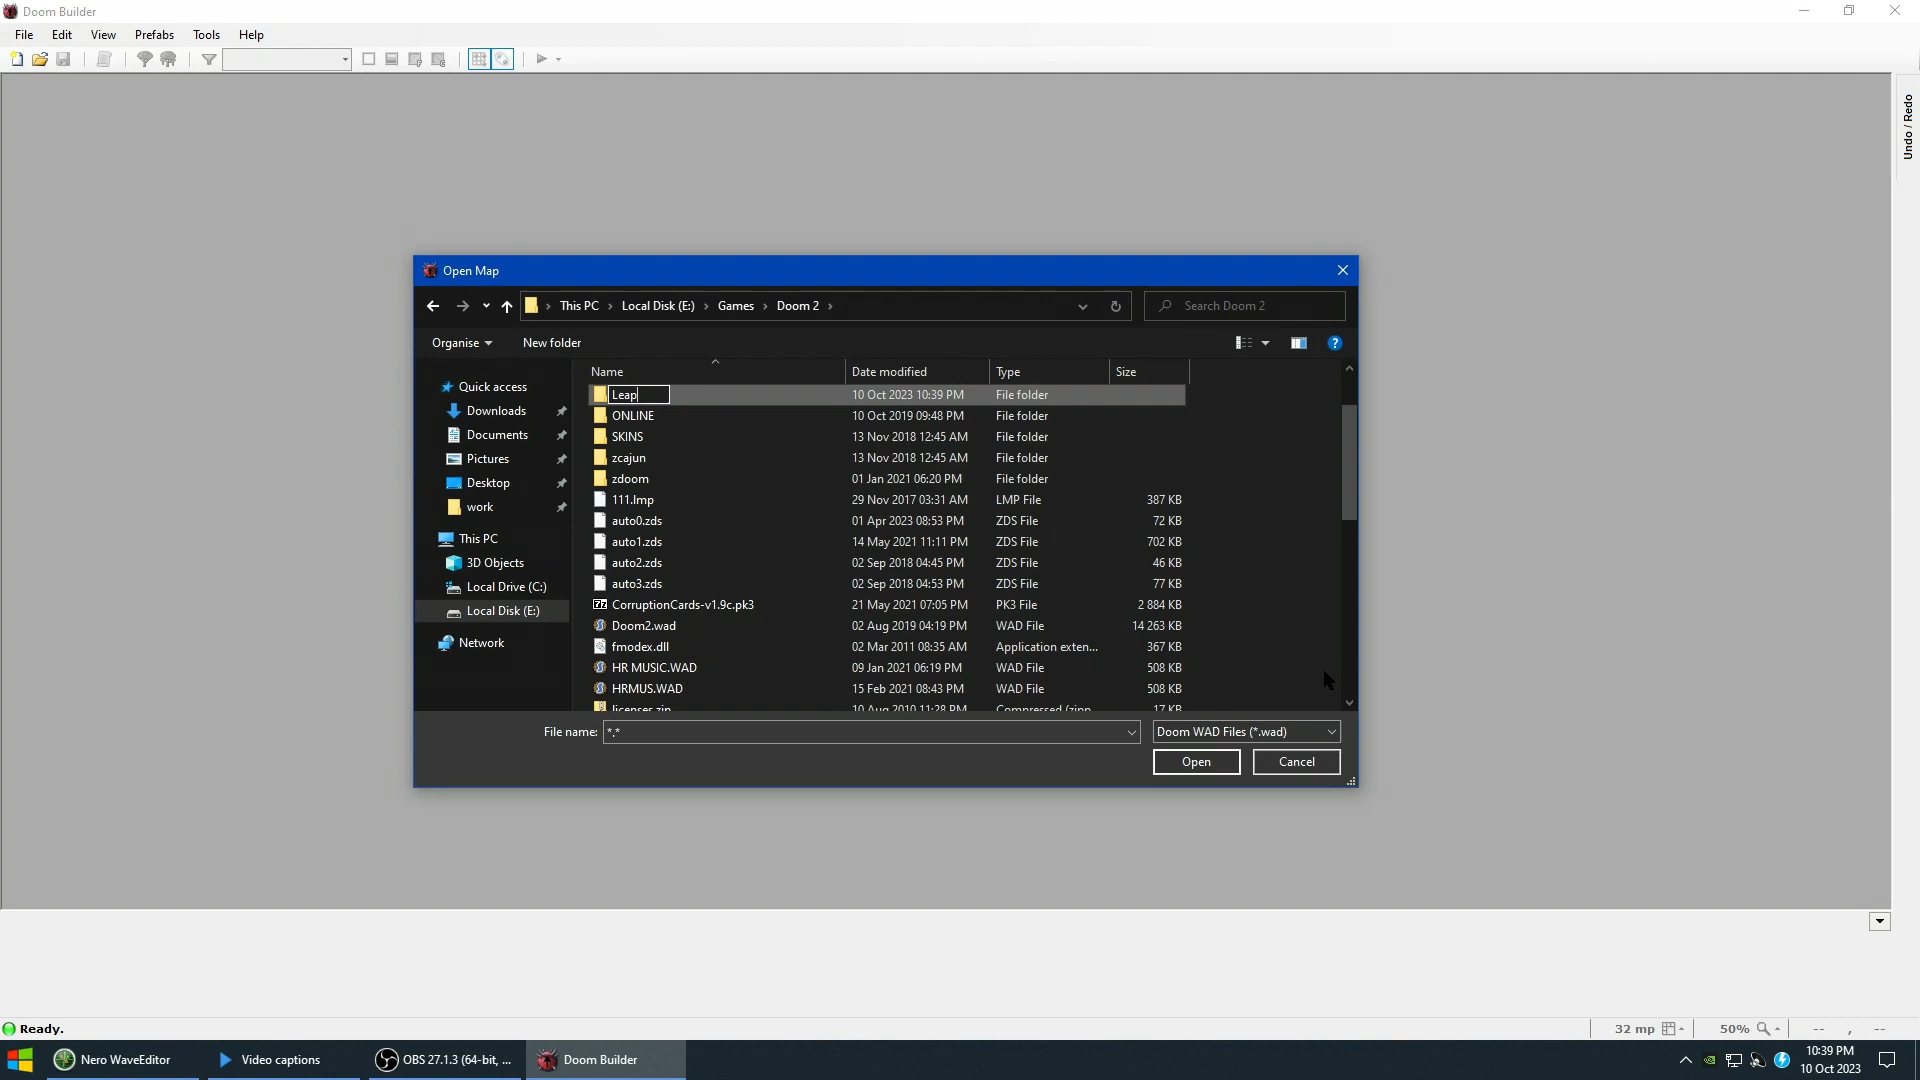 Doom Builder
File Edit View Prefabs Tools Help
Undo / Redo
Open Map
This PC Local Disk (E:) Games Doom 2
Search Doom 2
Organise New folder
Name Date modified Type Size
Quick access
Downloads
Documents
Pictures
Desktop
work
This PC
3D Objects
Local Drive (C:)
Local Disk (E:)
Network
Leap 10 Oct 2023 10:39 PM File folder
ONLINE 10 Oct 2019 09:48 PM File folder
SKINS 13 Nov 2018 12:45 AM File folder
zcajun 13 Nov 2018 12:45 AM File folder
zdoom 01 Jan 2021 06:20 PM File folder
111.lmp 29 Nov 2017 03:31 AM LMP File 387 KB
auto0.zds 01 Apr 2023 08:53 PM ZDS File 72 KB
auto1.zds 14 May 2021 11:11 PM ZDS File 702 KB
auto2.zds 02 Sep 2018 04:45 PM ZDS File 46 KB
auto3.zds 02 Sep 2018 04:53 PM ZDS File 77 KB
CorruptionCards-v1.9c.pk3 21 May 2021 07:05 PM PK3 File 2 884 KB
Doom2.wad 02 Aug 2019 04:19 PM WAD File 14 263 KB
fmodex.dll 02 Mar 2011 08:35 AM Application exten... 367 KB
HR MUSIC.WAD 09 Jan 2021 06:19 PM WAD File 508 KB
HRMUS.WAD 15 Feb 2021 08:43 PM WAD File 508 KB
licenses.zip 10 Aug 2010 11:28 PM Compressed (zipp... 17 KB
File name: *.* Doom WAD Files (*.wad)
Open Cancel
Ready.
32 mp 50% -- , --
Nero WaveEditor Video captions OBS 27.1.3 (64-bit, ... Doom Builder
10:39 PM
10 Oct 2023